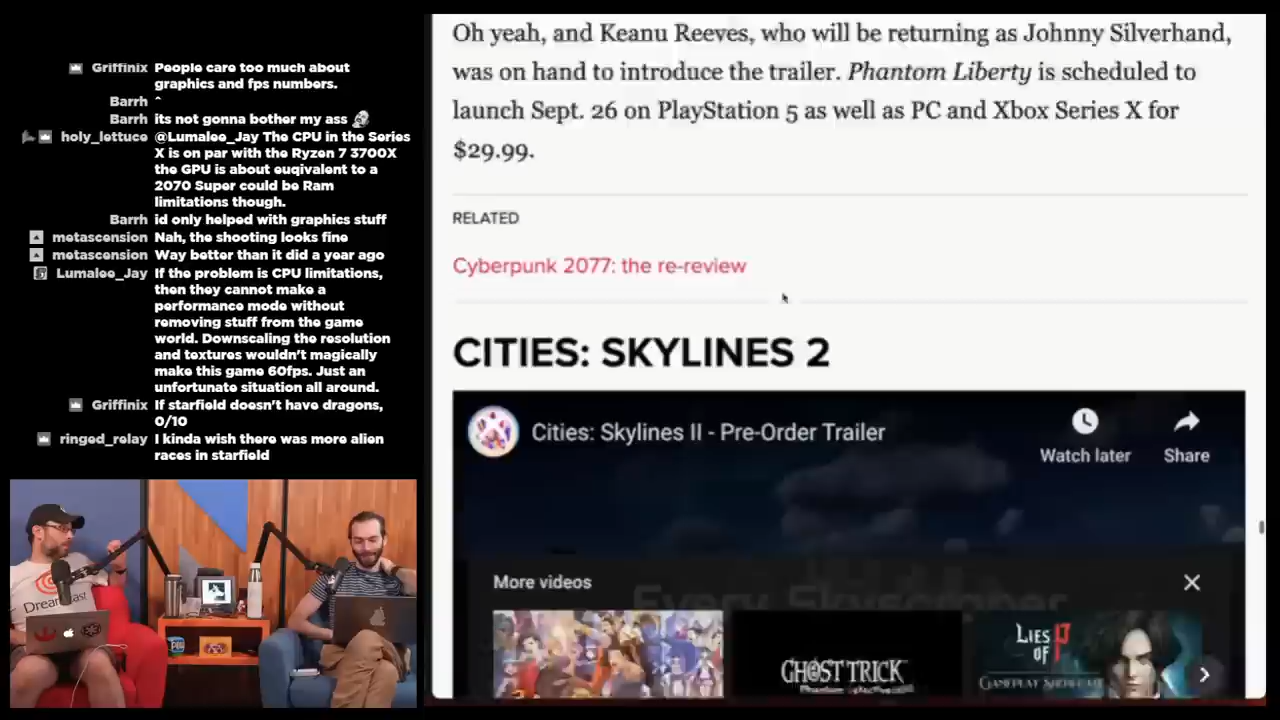 Griffinix People care too much about
graphics and fps numbers.
Barrh ^
Barrh its not gonna bother my ass
holy_lettuce @Lumalee_Jay The CPU in the Series
X is on par with the Ryzen 7 3700X
the GPU is about euqivalent to a
2070 Super could be Ram
limitations though.
Barrh id only helped with graphics stuff
metascension Nah, the shooting looks fine
metascension Way better than it did a year ago
Lumalee_Jay If the problem is CPU limitations,
then they cannot make a
performance mode without
removing stuff from the game
world. Downscaling the resolution
and textures wouldn't magically
make this game 60fps. Just an
unfortunate situation all around.
Griffinix If starfield doesn't have dragons,
0/10
ringed_relay I kinda wish there was more alien
races in starfield
Oh yeah, and Keanu Reeves, who will be returning as Johnny Silverhand,
was on hand to introduce the trailer. Phantom Liberty is scheduled to
launch Sept. 26 on PlayStation 5 as well as PC and Xbox Series X for
$29.99.
RELATED
Cyberpunk 2077: the re-review
CITIES: SKYLINES 2
Cities: Skylines II - Pre-Order Trailer
Watch later
Share
More videos
GHOST TRICK
LIES
OF P
GAMEPLAY SHOWCASE
Dreamcast